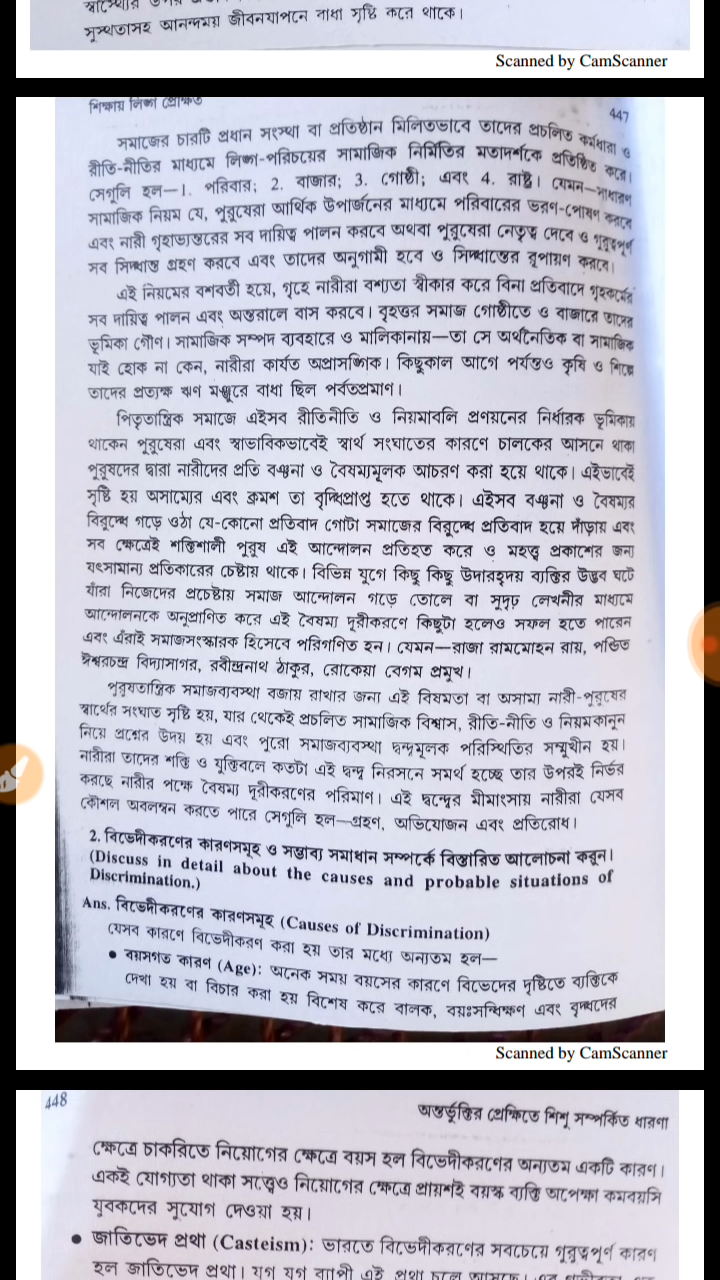 সুস্থতাসহ আনন্দময় জীবনযাপনে বাধা সৃষ্টি করে থাকে।
Scanned by CamScanner
শিক্ষায় লিঙ্গ প্রেক্ষিত
447
সমাজের চারটি প্রধান সংস্থা বা প্রতিষ্ঠান মিলিতভাবে তাদের প্রচলিত কর্মধারা ও
রীতি-নীতির মাধ্যমে লিঙ্গ-পরিচয়ের সামাজিক নির্মিতির মতাদর্শকে প্রতিষ্ঠিত করে।
সেগুলি হল—1. পরিবার; 2. বাজার; 3. গোষ্ঠী; এবং 4. রাষ্ট্র। যেমন—সাধারণ
সামাজিক নিয়ম যে, পুরুষেরা আর্থিক উপার্জনের মাধ্যমে পরিবারের ভরণ-পোষণ করবে
এবং নারী গৃহাভ্যন্তরের সব দায়িত্ব পালন করবে অথবা পুরুষেরা নেতৃত্ব দেবে ও গুরুত্বপূর্ণ
সব সিদ্ধান্ত গ্রহণ করবে এবং তাদের অনুগামী হবে ও সিদ্ধান্তের রূপায়ণ করবে।
এই নিয়মের বশবর্তী হয়ে, গৃহে নারীরা বশ্যতা স্বীকার করে বিনা প্রতিবাদে গৃহকর্মের
সব দায়িত্ব পালন এবং অন্তরালে বাস করবে। বৃহত্তর সমাজ গোষ্ঠীতে ও বাজারে তাদের
ভূমিকা গৌণ। সামাজিক সম্পদ ব্যবহারে ও মালিকানায়—তা সে অর্থনৈতিক বা সামাজিক
যাই হোক না কেন, নারীরা কার্যত অপ্রাসঙ্গিক। কিছুকাল আগে পর্যন্তও কৃষি ও শিল্পে
তাদের প্রত্যক্ষ ঋণ মঞ্জুরে বাধা ছিল পর্বতপ্রমাণ।
পিতৃতান্ত্রিক সমাজে এইসব রীতিনীতি ও নিয়মাবলি প্রণয়নের নির্ধারক ভূমিকায়
থাকেন পুরুষেরা এবং স্বাভাবিকভাবেই স্বার্থ সংঘাতের কারণে চালকের আসনে থাকা
পুরুষদের দ্বারা নারীদের প্রতি বঞ্চনা ও বৈষম্যমূলক আচরণ করা হয়ে থাকে। এইভাবেই
সৃষ্টি হয় অসাম্যের এবং ক্রমশ তা বৃদ্ধিপ্রাপ্ত হতে থাকে। এইসব বঞ্চনা ও বৈষম্যর
বিরুদ্ধে গড়ে ওঠা যে-কোনো প্রতিবাদ গোটা সমাজের বিরুদ্ধে প্রতিবাদ হয়ে দাঁড়ায় এবং
সব ক্ষেত্রেই শক্তিশালী পুরুষ এই আন্দোলন প্রতিহত করে ও মহত্ত্ব প্রকাশের জন্য
যৎসামান্য প্রতিকারের চেষ্টায় থাকে। বিভিন্ন যুগে কিছু কিছু উদারহৃদয় ব্যক্তির উদ্ভব ঘটে
যাঁরা নিজেদের প্রচেষ্টায় সমাজ আন্দোলন গড়ে তোলে বা সুদৃঢ় লেখনীর মাধ্যমে
আন্দোলনকে অনুপ্রাণিত করে এই বৈষম্য দূরীকরণে কিছুটা হলেও সফল হতে পারেন
এবং এঁরাই সমাজসংস্কারক হিসেবে পরিগণিত হন। যেমন—রাজা রামমোহন রায়, পণ্ডিত
ঈশ্বরচন্দ্র বিদ্যাসাগর, রবীন্দ্রনাথ ঠাকুর, রোকেয়া বেগম প্রমুখ।
পুরুষতান্ত্রিক সমাজব্যবস্থা বজায় রাখার জন্য এই বিষমতা বা অসাম্য নারী-পুরুষের
স্বার্থের সংঘাত সৃষ্টি হয়, যার থেকেই প্রচলিত সামাজিক বিশ্বাস, রীতি-নীতি ও নিয়মকানুন
নিয়ে প্রশ্নের উদয় হয় এবং পুরো সমাজব্যবস্থা দ্বন্দ্বমূলক পরিস্থিতির সম্মুখীন হয়।
নারীরা তাদের শক্তি ও যুক্তিবলে কতটা এই দ্বন্দ্ব নিরসনে সমর্থ হচ্ছে তার উপরই নির্ভর
করছে নারীর পক্ষে বৈষম্য দূরীকরণের পরিমাণ। এই দ্বন্দ্বের মীমাংসায় নারীরা যেসব
কৌশল অবলম্বন করতে পারে সেগুলি হল—গ্রহণ, অভিযোজন এবং প্রতিরোধ।
2. বিভেদীকরণের কারণসমূহ ও সম্ভাব্য সমাধান সম্পর্কে বিস্তারিত আলোচনা করুন।
(Discuss in detail about the causes and probable situations of
Discrimination.)
Ans. বিভেদীকরণের কারণসমূহ (Causes of Discrimination)
যেসব কারণে বিভেদীকরণ করা হয় তার মধ্যে অন্যতম হল—
• বয়সগত কারণ (Age): অনেক সময় বয়সের কারণে বিভেদের দৃষ্টিতে ব্যক্তিকে
দেখা হয় বা বিচার করা হয় বিশেষ করে বালক, বয়ঃসন্ধিক্ষণ এবং বৃদ্ধদের
Scanned by CamScanner
448
অন্তর্ভুক্তির প্রেক্ষিতে শিশু সম্পর্কিত ধারণা
ক্ষেত্রে চাকরিতে নিয়োগের ক্ষেত্রে বয়স হল বিভেদীকরণের অন্যতম একটি কারণ।
একই যোগ্যতা থাকা সত্ত্বেও নিয়োগের ক্ষেত্রে প্রায়শই বয়স্ক ব্যক্তি অপেক্ষা কমবয়সি
যুবকদের সুযোগ দেওয়া হয়।
• জাতিভেদ প্রথা (Casteism): ভারতে বিভেদীকরণের সবচেয়ে গুরুত্বপূর্ণ কারণ
হল জাতিভেদ প্রথা। যুগ যুগ ব্যাপী এই প্রথা চলে আসছে।